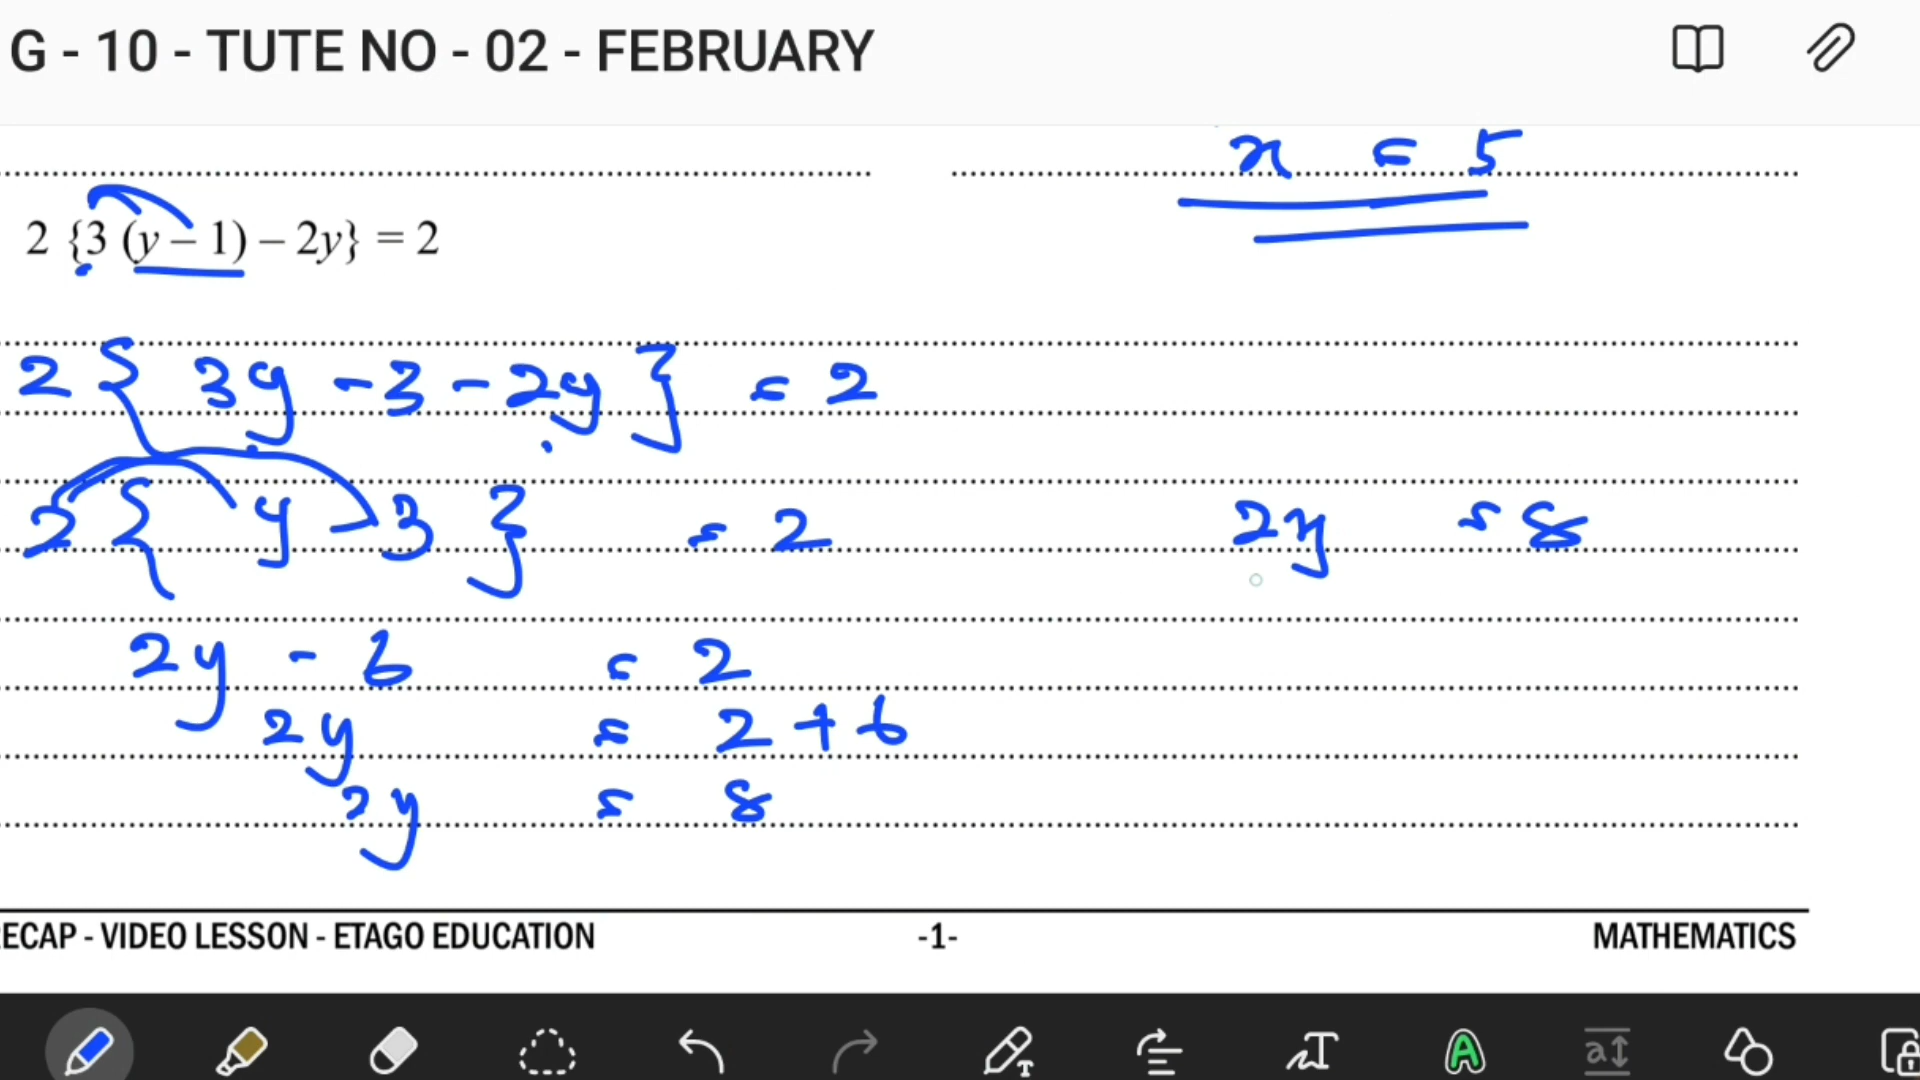 G - 10 - TUTE NO - 02 - FEBRUARY
x = 5
2 {3 (y – 1) – 2y} = 2
2 { 3y - 3 - 2y } = 2
2 { y - 3 } = 2
2y = 8
2y - 6 = 2
2y = 2 + 6
2y = 8
ECAP - VIDEO LESSON - ETAGO EDUCATION
-1-
MATHEMATICS